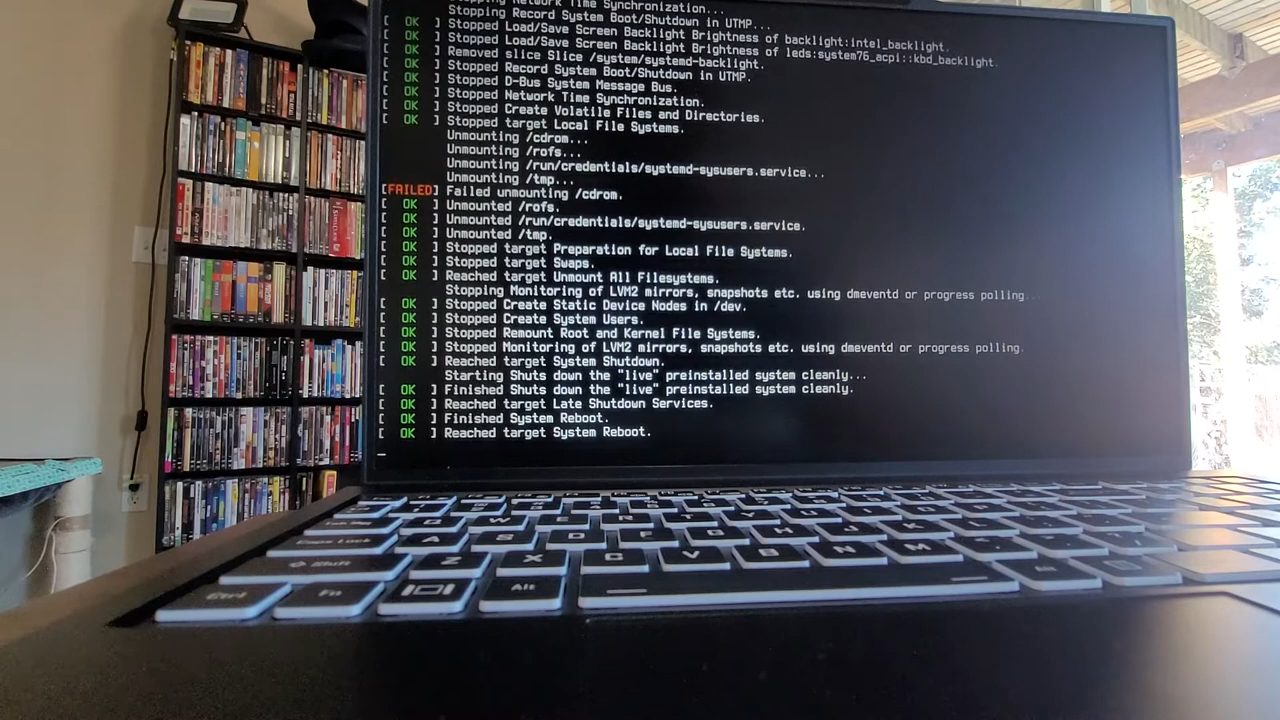 Stopping Network Time Synchronization...
Stopping Record System Boot/Shutdown in UTMP...
[ OK ] Stopped Load/Save Screen Backlight Brightness of backlight:intel_backlight.
[ OK ] Stopped Load/Save Screen Backlight Brightness of leds:system76_acpi::kbd_backlight.
[ OK ] Removed slice Slice /system/systemd-backlight.
[ OK ] Stopped Record System Boot/Shutdown in UTMP.
[ OK ] Stopped D-Bus System Message Bus.
[ OK ] Stopped Network Time Synchronization.
[ OK ] Stopped Create Volatile Files and Directories.
[ OK ] Stopped target Local File Systems.
Unmounting /cdrom...
Unmounting /rofs...
Unmounting /run/credentials/systemd-sysusers.service...
Unmounting /tmp...
[FAILED] Failed unmounting /cdrom.
[ OK ] Unmounted /rofs.
[ OK ] Unmounted /run/credentials/systemd-sysusers.service.
[ OK ] Unmounted /tmp.
[ OK ] Stopped target Preparation for Local File Systems.
[ OK ] Stopped target Swaps.
[ OK ] Reached target Unmount All Filesystems.
Stopping Monitoring of LVM2 mirrors, snapshots etc. using dmeventd or progress polling...
[ OK ] Stopped Create Static Device Nodes in /dev.
[ OK ] Stopped Create System Users.
[ OK ] Stopped Remount Root and Kernel File Systems.
[ OK ] Stopped Monitoring of LVM2 mirrors, snapshots etc. using dmeventd or progress polling.
[ OK ] Reached target System Shutdown.
Starting Shuts down the "live" preinstalled system cleanly...
[ OK ] Finished Shuts down the "live" preinstalled system cleanly.
[ OK ] Reached target Late Shutdown Services.
[ OK ] Finished System Reboot.
[ OK ] Reached target System Reboot.
Q W E R T Y U I O P
Caps Lock A S D F G H J K L
Shift Z X C V B N M
Ctrl Fn Alt